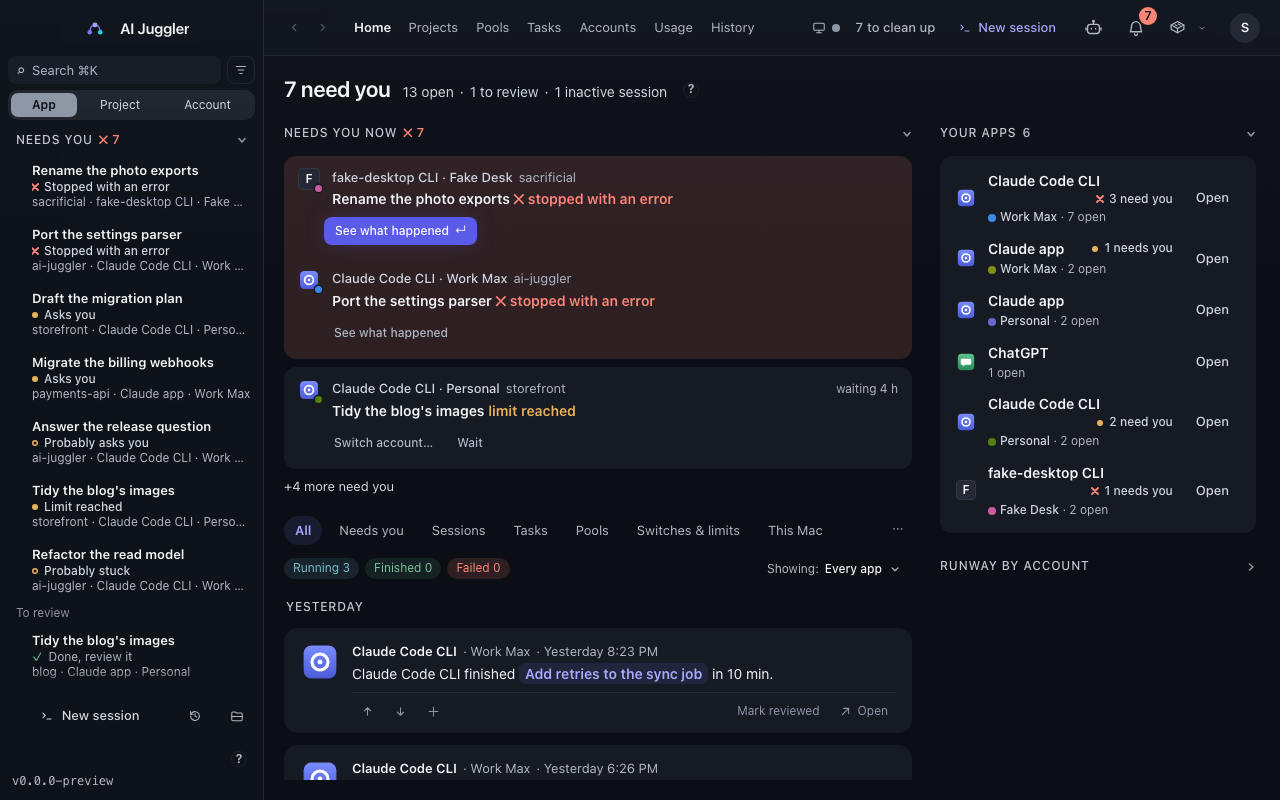 AI Juggler
Search ⌘K
App Project Account
NEEDS YOU 7
Rename the photo exports
Stopped with an error
sacrificial · fake-desktop CLI · Fake ...
Port the settings parser
Stopped with an error
ai-juggler · Claude Code CLI · Work ...
Draft the migration plan
Asks you
storefront · Claude Code CLI · Perso...
Migrate the billing webhooks
Asks you
payments-api · Claude app · Work Max
Answer the release question
Probably asks you
ai-juggler · Claude Code CLI · Work ...
Tidy the blog's images
Limit reached
storefront · Claude Code CLI · Perso...
Refactor the read model
Probably stuck
ai-juggler · Claude Code CLI · Work ...
To review
Tidy the blog's images
Done, review it
blog · Claude app · Personal
New session
?
v0.0.0-preview
Home Projects Pools Tasks Accounts Usage History
7 to clean up
New session
7
S
7 need you 13 open · 1 to review · 1 inactive session ?
NEEDS YOU NOW 7
F
fake-desktop CLI · Fake Desk sacrificial
Rename the photo exports stopped with an error
See what happened ↵
Claude Code CLI · Work Max ai-juggler
Port the settings parser stopped with an error
See what happened
Claude Code CLI · Personal storefront waiting 4 h
Tidy the blog's images limit reached
Switch account... Wait
+4 more need you
All Needs you Sessions Tasks Pools Switches & limits This Mac ...
Running 3 Finished 0 Failed 0 Showing: Every app
YESTERDAY
Claude Code CLI · Work Max · Yesterday 8:23 PM
Claude Code CLI finished Add retries to the sync job in 10 min.
Mark reviewed Open
Claude Code CLI · Work Max · Yesterday 6:26 PM
YOUR APPS 6
Claude Code CLI
3 need you Open
Work Max · 7 open
Claude app 1 needs you
Open
Work Max · 2 open
Claude app
Open
Personal · 2 open
ChatGPT
Open
1 open
Claude Code CLI
2 need you Open
Personal · 2 open
fake-desktop CLI
F 1 needs you Open
Fake Desk · 2 open
RUNWAY BY ACCOUNT